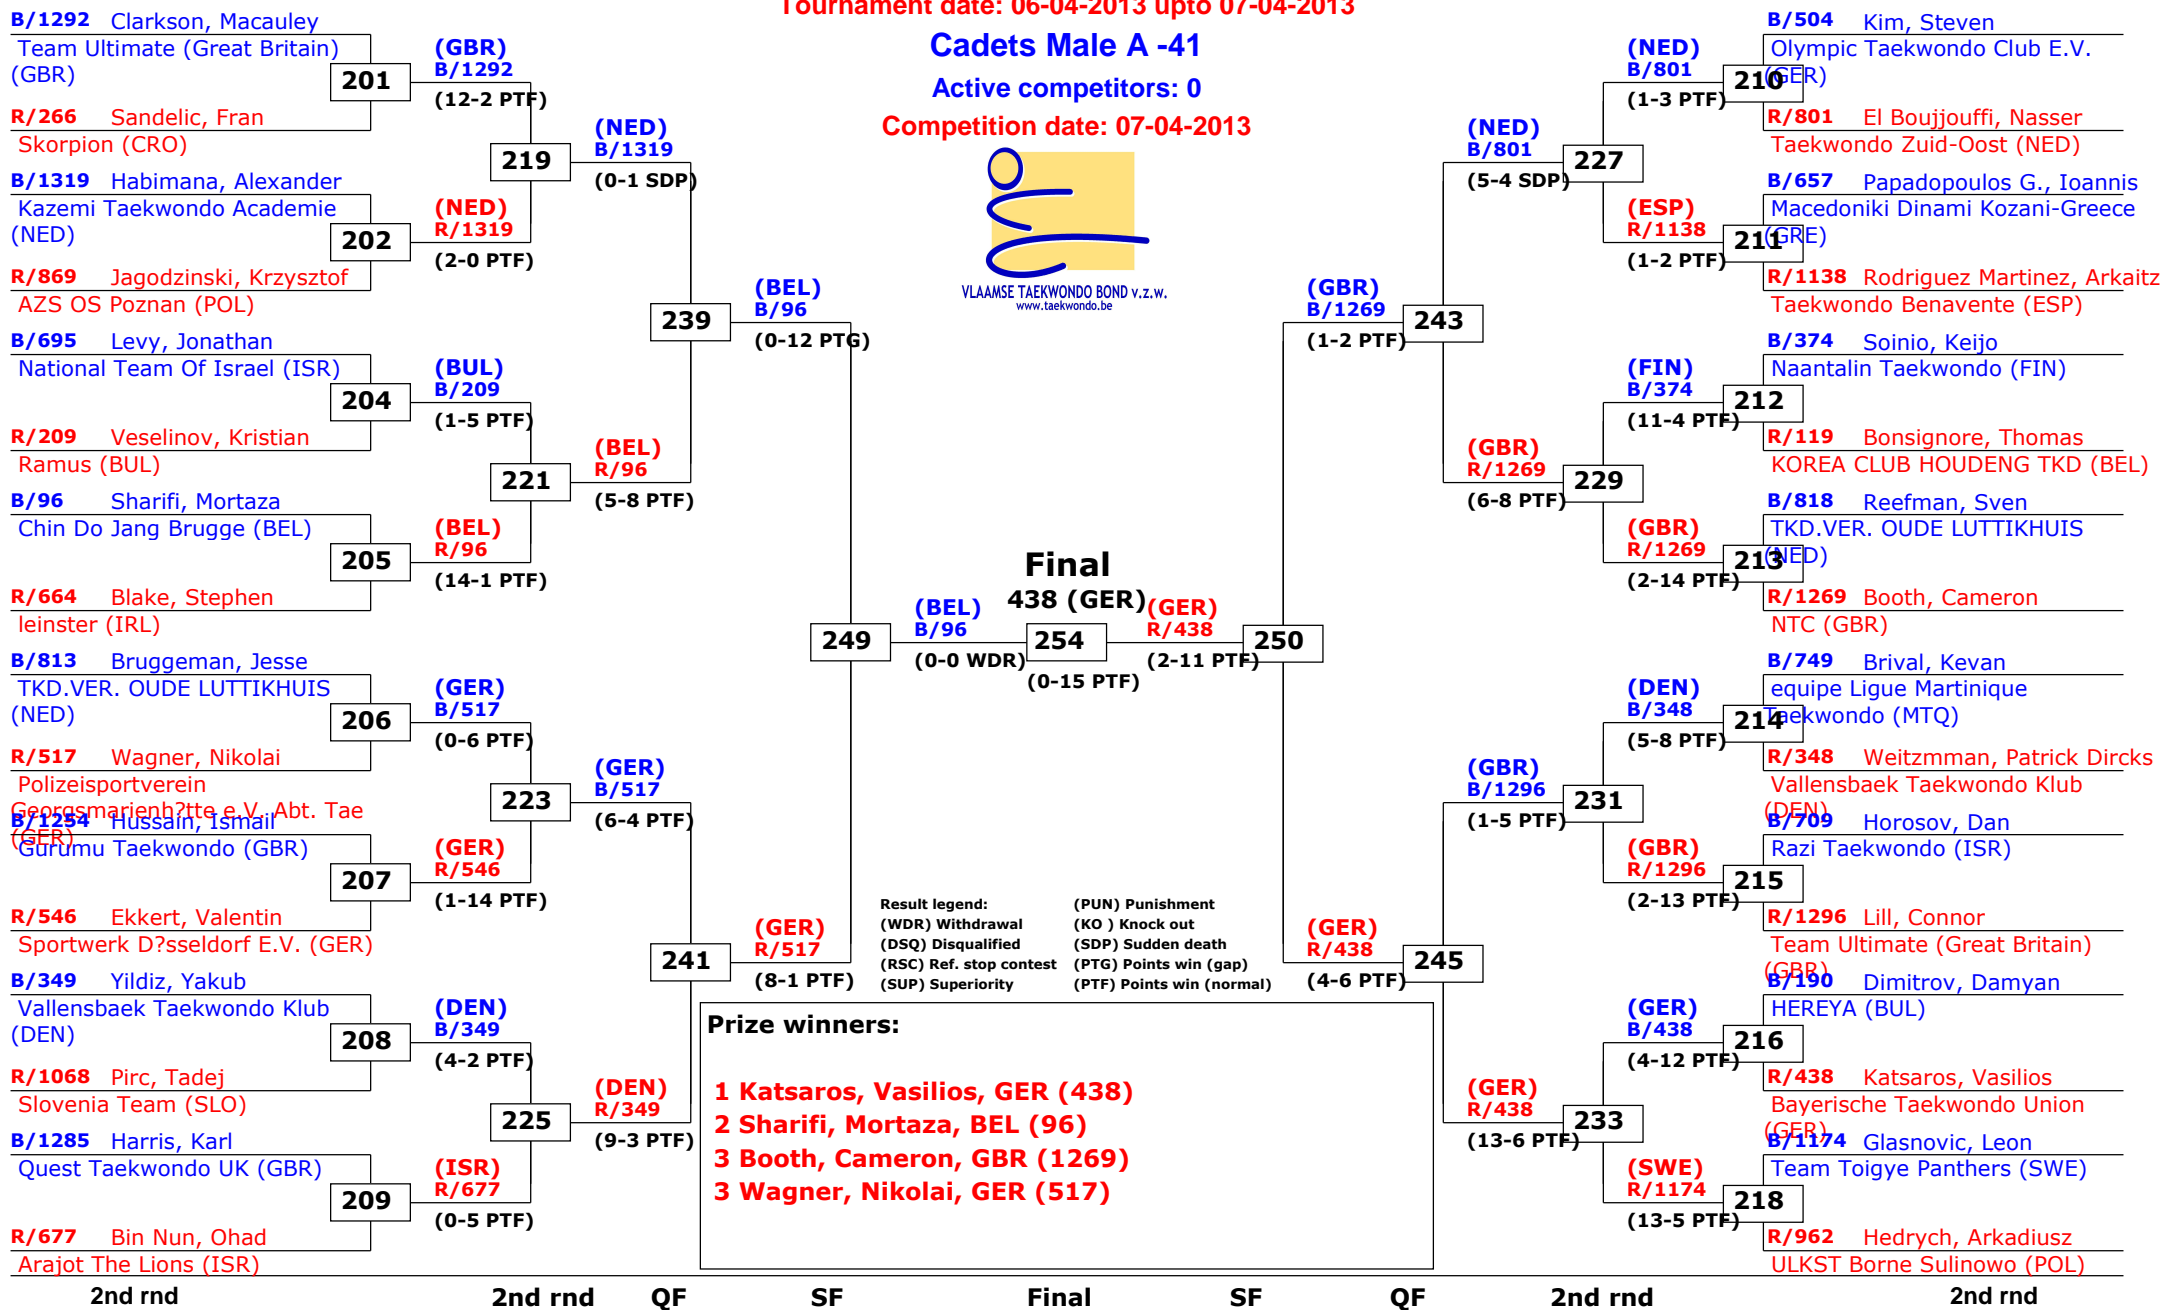 Tournament date: 06-04-2013 upto 07-04-2013
Cadets Male A -41
Active competitors: 0
Competition date: 07-04-2013
VLAAMSE TAEKWONDO BOND v.z.w.
www.taekwondo.be
B/1292 Clarkson, Macauley
Team Ultimate (Great Britain)
(GBR)
201
R/266 Sandelic, Fran
Skorpion (CRO)
B/1319 Habimana, Alexander
Kazemi Taekwondo Academie
(NED)
202
R/869 Jagodzinski, Krzysztof
AZS OS Poznan (POL)
B/695 Levy, Jonathan
National Team Of Israel (ISR)
204
R/209 Veselinov, Kristian
Ramus (BUL)
B/96 Sharifi, Mortaza
Chin Do Jang Brugge (BEL)
205
R/664 Blake, Stephen
leinster (IRL)
B/813 Bruggeman, Jesse
TKD.VER. OUDE LUTTIKHUIS
(NED)
206
R/517 Wagner, Nikolai
Polizeisportverein
Georgsmarienh?tte e.V. Abt. Tae
(GER)
B/1254 Hussain, Ismail
Gurumu Taekwondo (GBR)
207
R/546 Ekkert, Valentin
Sportwerk D?sseldorf E.V. (GER)
B/349 Yildiz, Yakub
Vallensbaek Taekwondo Klub
(DEN)
208
R/1068 Pirc, Tadej
Slovenia Team (SLO)
B/1285 Harris, Karl
Quest Taekwondo UK (GBR)
209
R/677 Bin Nun, Ohad
Arajot The Lions (ISR)
(GBR)
B/1292
(12-2 PTF)
219
(NED)
R/1319
(2-0 PTF)
(BUL)
B/209
(1-5 PTF)
221
(BEL)
R/96
(14-1 PTF)
(GER)
B/517
(0-6 PTF)
223
(GER)
R/546
(1-14 PTF)
(DEN)
B/349
(4-2 PTF)
225
(ISR)
R/677
(0-5 PTF)
(NED)
B/1319
(0-1 SDP)
239
(BEL)
R/96
(5-8 PTF)
(GER)
B/517
(6-4 PTF)
241
(DEN)
R/349
(9-3 PTF)
(BEL)
B/96
(0-12 PTG)
249
(GER)
R/517
(8-1 PTF)
(BEL)
B/96
(0-0 WDR)
Final
438 (GER)
254
(0-15 PTF)
(GER)
R/438
(2-11 PTF)
250
(GBR)
B/1269
(1-2 PTF)
243
(GER)
R/438
(4-6 PTF)
245
(NED)
B/801
(5-4 SDP)
227
(GBR)
R/1269
(6-8 PTF)
229
(GBR)
B/1296
(1-5 PTF)
231
(GER)
R/438
(13-6 PTF)
233
(NED)
B/801
(1-3 PTF)
(ESP)
R/1138
(1-2 PTF)
(FIN)
B/374
(11-4 PTF)
(GBR)
R/1269
(2-14 PTF)
(DEN)
B/348
(5-8 PTF)
(GBR)
R/1296
(2-13 PTF)
(GER)
B/438
(4-12 PTF)
(SWE)
R/1174
(13-5 PTF)
B/504 Kim, Steven
Olympic Taekwondo Club E.V.
(GER)
210
R/801 El Boujjouffi, Nasser
Taekwondo Zuid-Oost (NED)
B/657 Papadopoulos G., Ioannis
Macedoniki Dinami Kozani-Greece
(GRE)
211
R/1138 Rodriguez Martinez, Arkaitz
Taekwondo Benavente (ESP)
B/374 Soinio, Keijo
Naantalin Taekwondo (FIN)
212
R/119 Bonsignore, Thomas
KOREA CLUB HOUDENG TKD (BEL)
B/818 Reefman, Sven
TKD.VER. OUDE LUTTIKHUIS
(NED)
213
R/1269 Booth, Cameron
NTC (GBR)
B/749 Brival, Kevan
equipe Ligue Martinique
Taekwondo (MTQ)
214
R/348 Weitzmman, Patrick Dircks
Vallensbaek Taekwondo Klub
(DEN)
B/709 Horosov, Dan
Razi Taekwondo (ISR)
215
R/1296 Lill, Connor
Team Ultimate (Great Britain)
(GBR)
B/190 Dimitrov, Damyan
HEREYA (BUL)
216
R/438 Katsaros, Vasilios
Bayerische Taekwondo Union
(GER)
B/1174 Glasnovic, Leon
Team Toigye Panthers (SWE)
218
R/962 Hedrych, Arkadiusz
ULKST Borne Sulinowo (POL)
Result legend:
(WDR) Withdrawal
(DSQ) Disqualified
(RSC) Ref. stop contest
(SUP) Superiority
(PUN) Punishment
(KO ) Knock out
(SDP) Sudden death
(PTG) Points win (gap)
(PTF) Points win (normal)
Prize winners:
1 Katsaros, Vasilios, GER (438)
2 Sharifi, Mortaza, BEL (96)
3 Booth, Cameron, GBR (1269)
3 Wagner, Nikolai, GER (517)
2nd rnd 2nd rnd QF SF Final SF QF 2nd rnd 2nd rnd